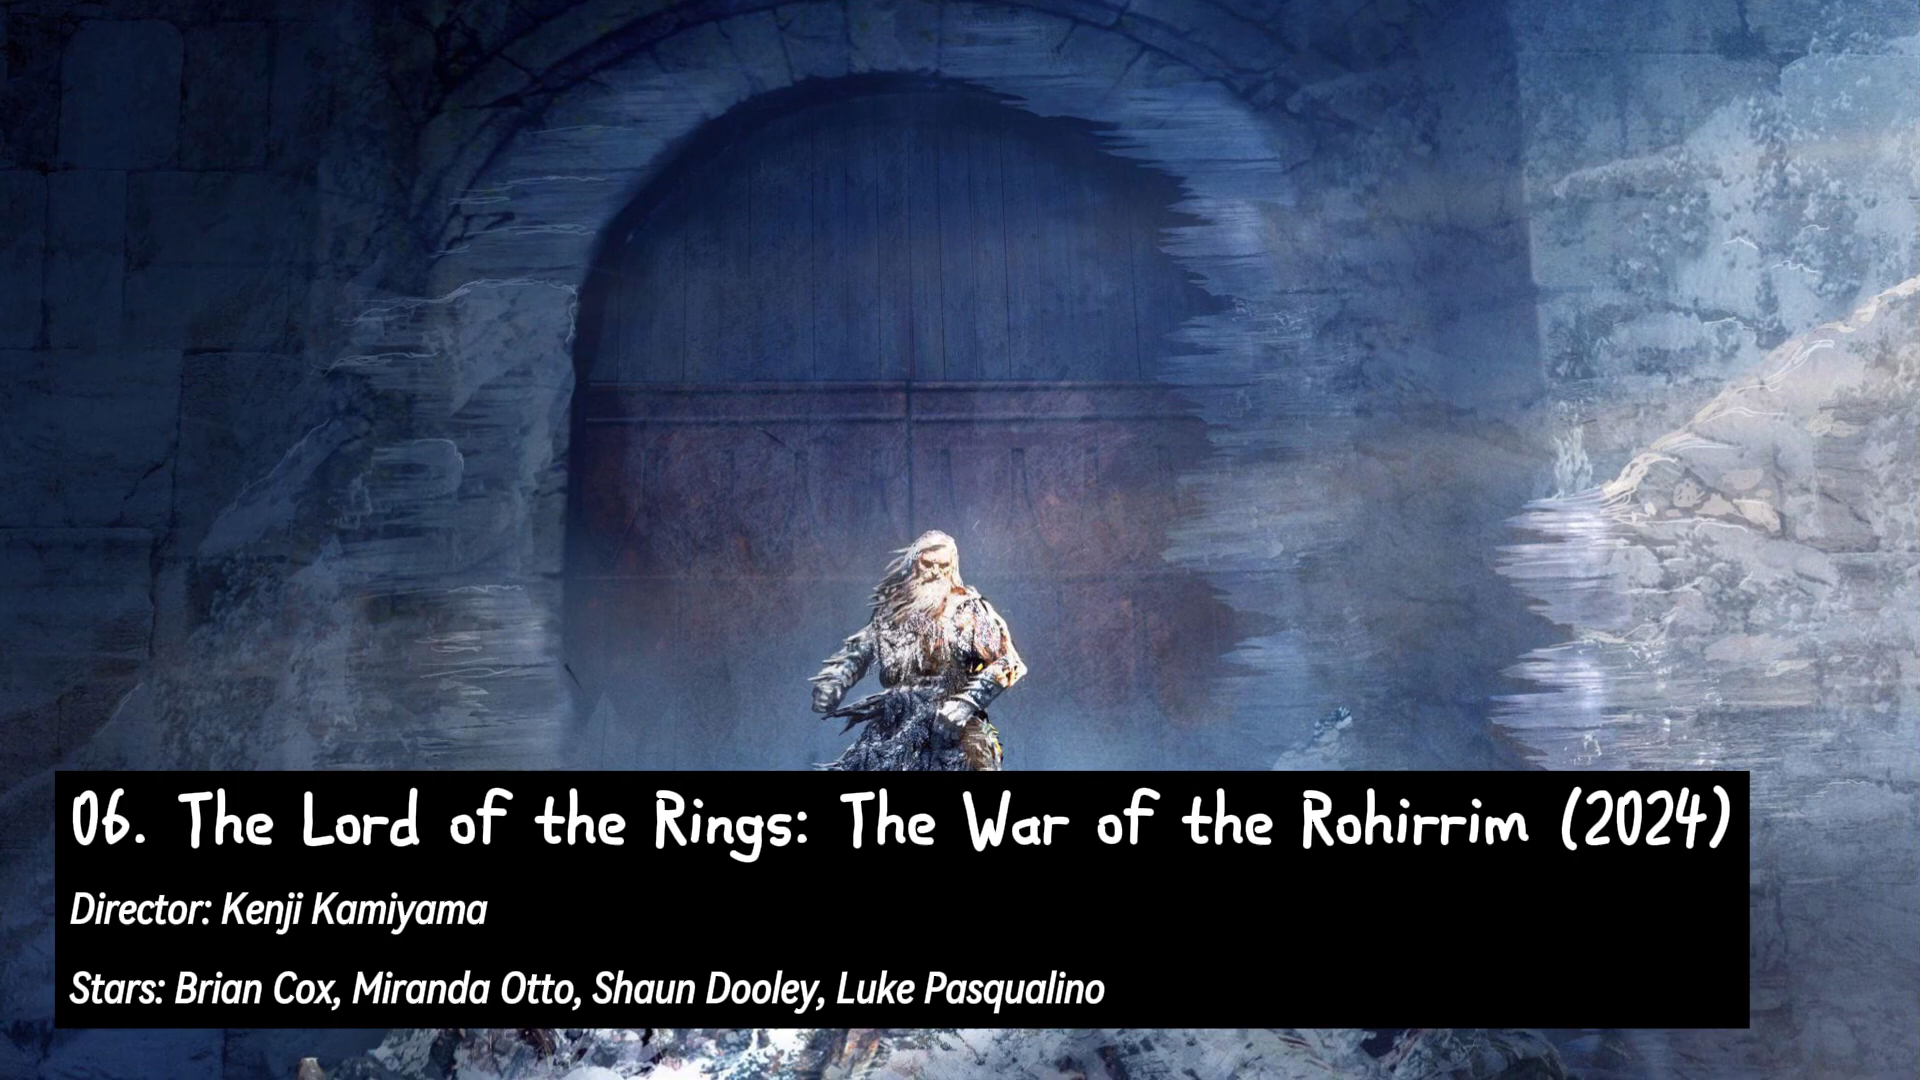 06. The Lord of the Rings: The War of the Rohirrim (2024)
Director: Kenji Kamiyama
Stars: Brian Cox, Miranda Otto, Shaun Dooley, Luke Pasqualino